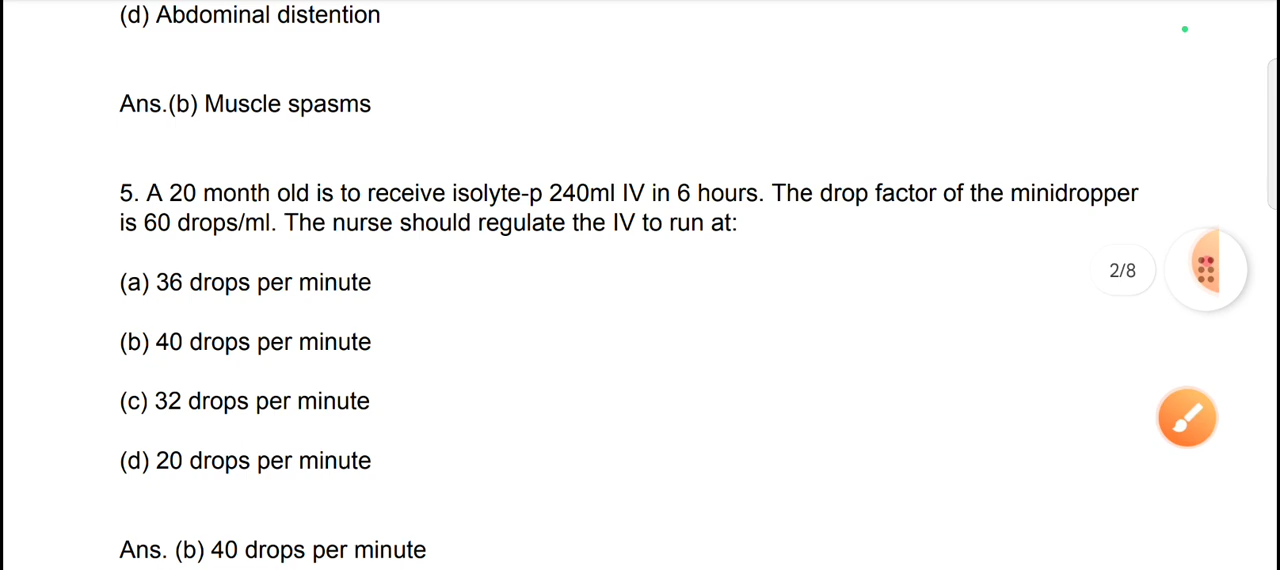 (d) Abdominal distention
Ans.(b) Muscle spasms
5. A 20 month old is to receive isolyte-p 240ml IV in 6 hours. The drop factor of the minidropper
is 60 drops/ml. The nurse should regulate the IV to run at:
(a) 36 drops per minute
2/8
(b) 40 drops per minute
(c) 32 drops per minute
(d) 20 drops per minute
Ans. (b) 40 drops per minute